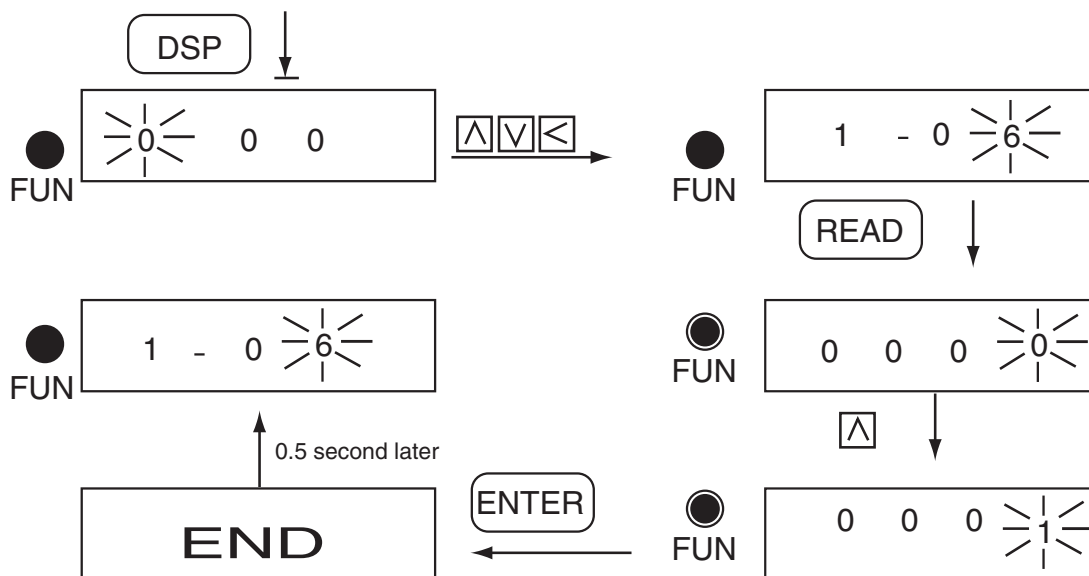 DSP
0 0 0
FUN
∧ ∨ <
1 - 0 6
FUN
READ
0 0 0 0
FUN
∧
0 0 0 1
FUN
ENTER
END
0.5 second later
1 - 0 6
FUN